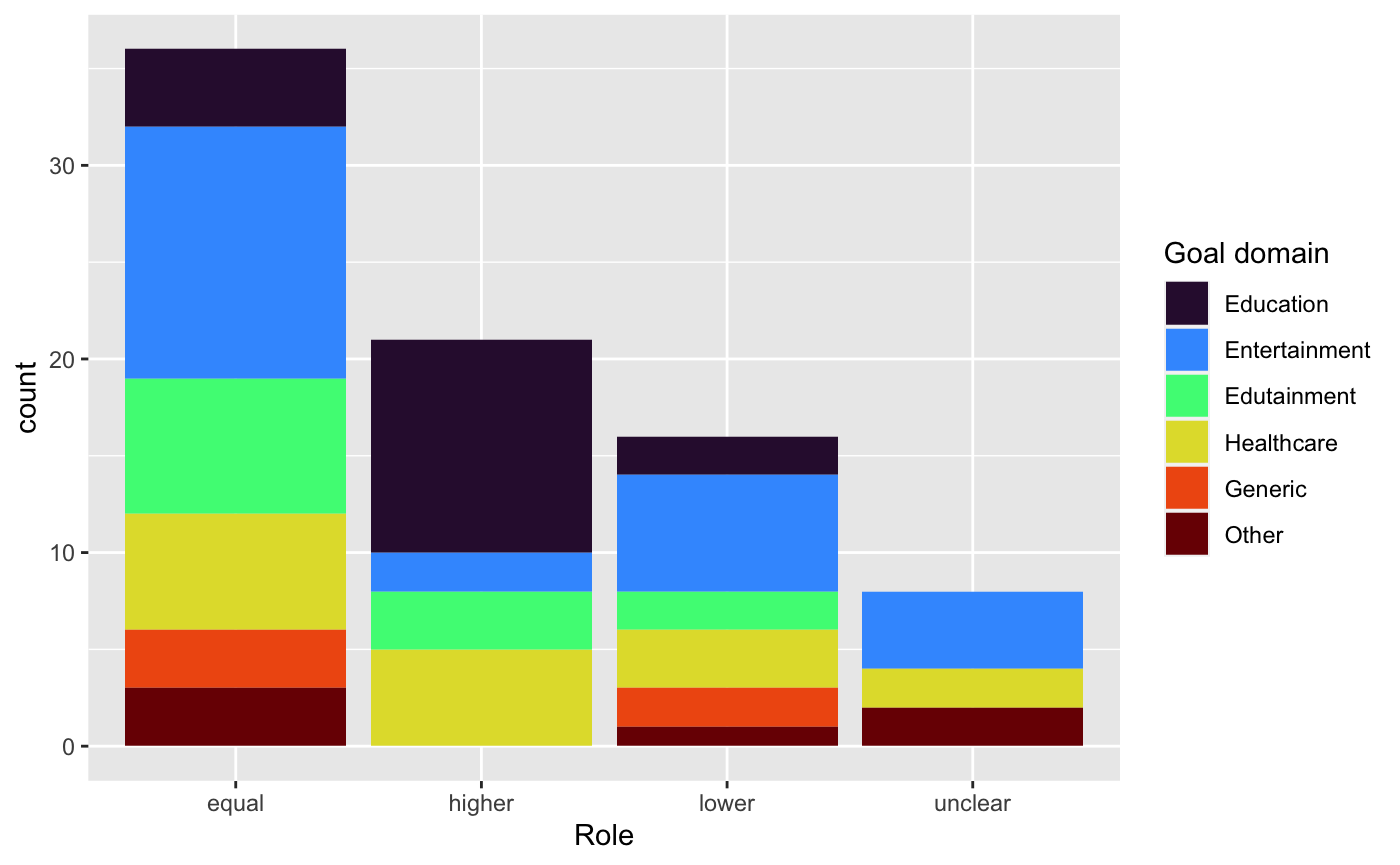 30
20
10
0
count
equal higher lower unclear
Role
Goal domain
Education
Entertainment
Edutainment
Healthcare
Generic
Other